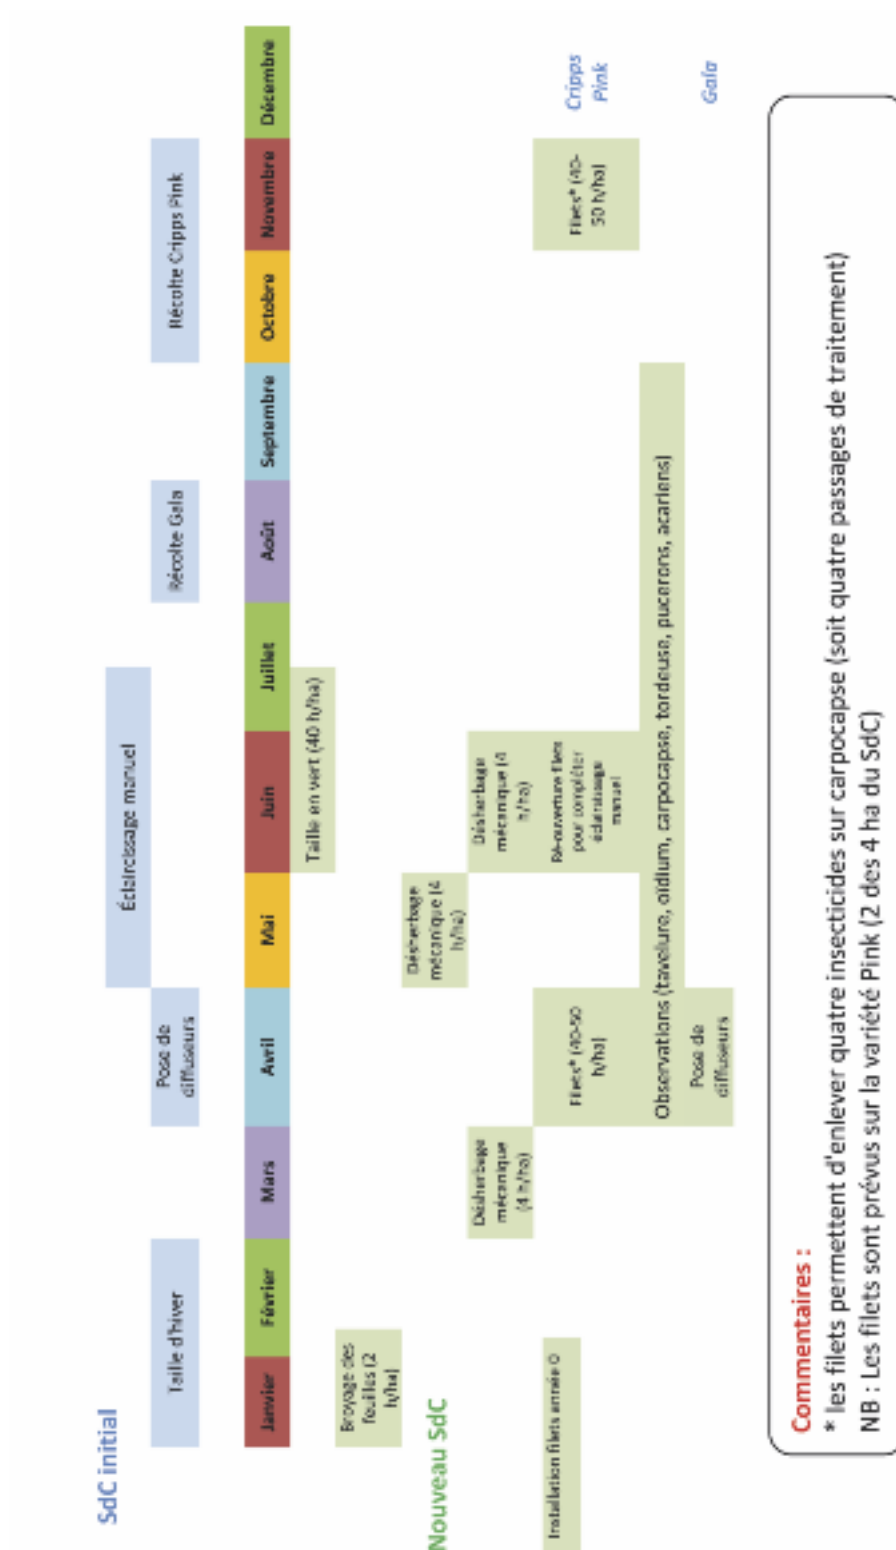 SdC initial
Éclaircissage manuel
Taille d'hiver
Pose de
diffuseurs
Récolte Gala
Récolte Cripps Pink
Janvier
Février
Mars
Avril
Mai
Juin
Juillet
Août
Septembre
Octobre
Novembre
Décembre
Taille en vert (40 h/ha)
Broyage des
feuilles (2
h/ha)
Nouveau SdC
Désherbage
mécanique (4
h/ha)
Désherbage
mécanique
(4 h/ha)
Désherbage
mécanique (4
h/ha)
Installation filets année 0
Filets* (40-50
h/ha)
Ré-ouverture filets
pour compléter
éclaircissage
manuel
Filets* (40-
50 h/ha)
Cripps
Pink
Observations (tavelure, oïdium, carpocapse, tordeuse, pucerons, acariens)
Pose de
diffuseurs
Gala
Commentaires :
* les filets permettent d'enlever quatre insecticides sur carpocapse (soit quatre passages de traitement)
NB : Les filets sont prévus sur la variété Pink (2 des 4 ha du SdC)